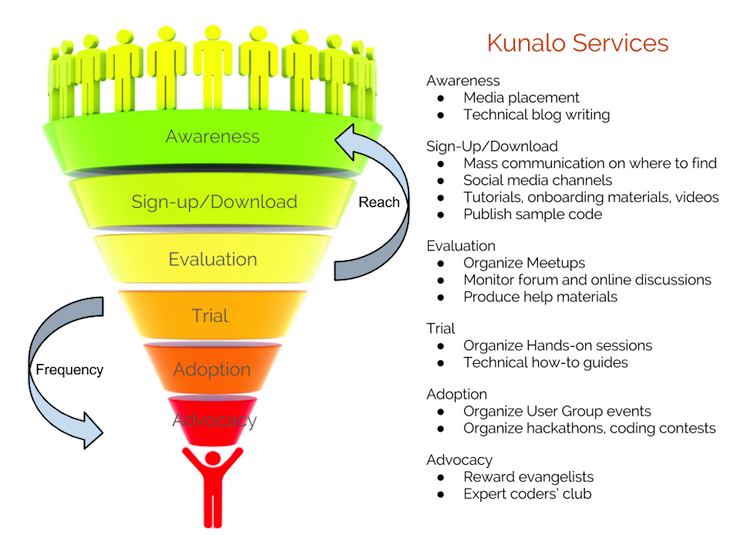 Kunalo Services
Awareness
Sign-up/Download
Evaluation
Trial
Adoption
Advocacy
Reach
Frequency
Awareness
● Media placement
● Technical blog writing
Sign-Up/Download
● Mass communication on where to find
● Social media channels
● Tutorials, onboarding materials, videos
● Publish sample code
Evaluation
● Organize Meetups
● Monitor forum and online discussions
● Produce help materials
Trial
● Organize Hands-on sessions
● Technical how-to guides
Adoption
● Organize User Group events
● Organize hackathons, coding contests
Advocacy
● Reward evangelists
● Expert coders’ club